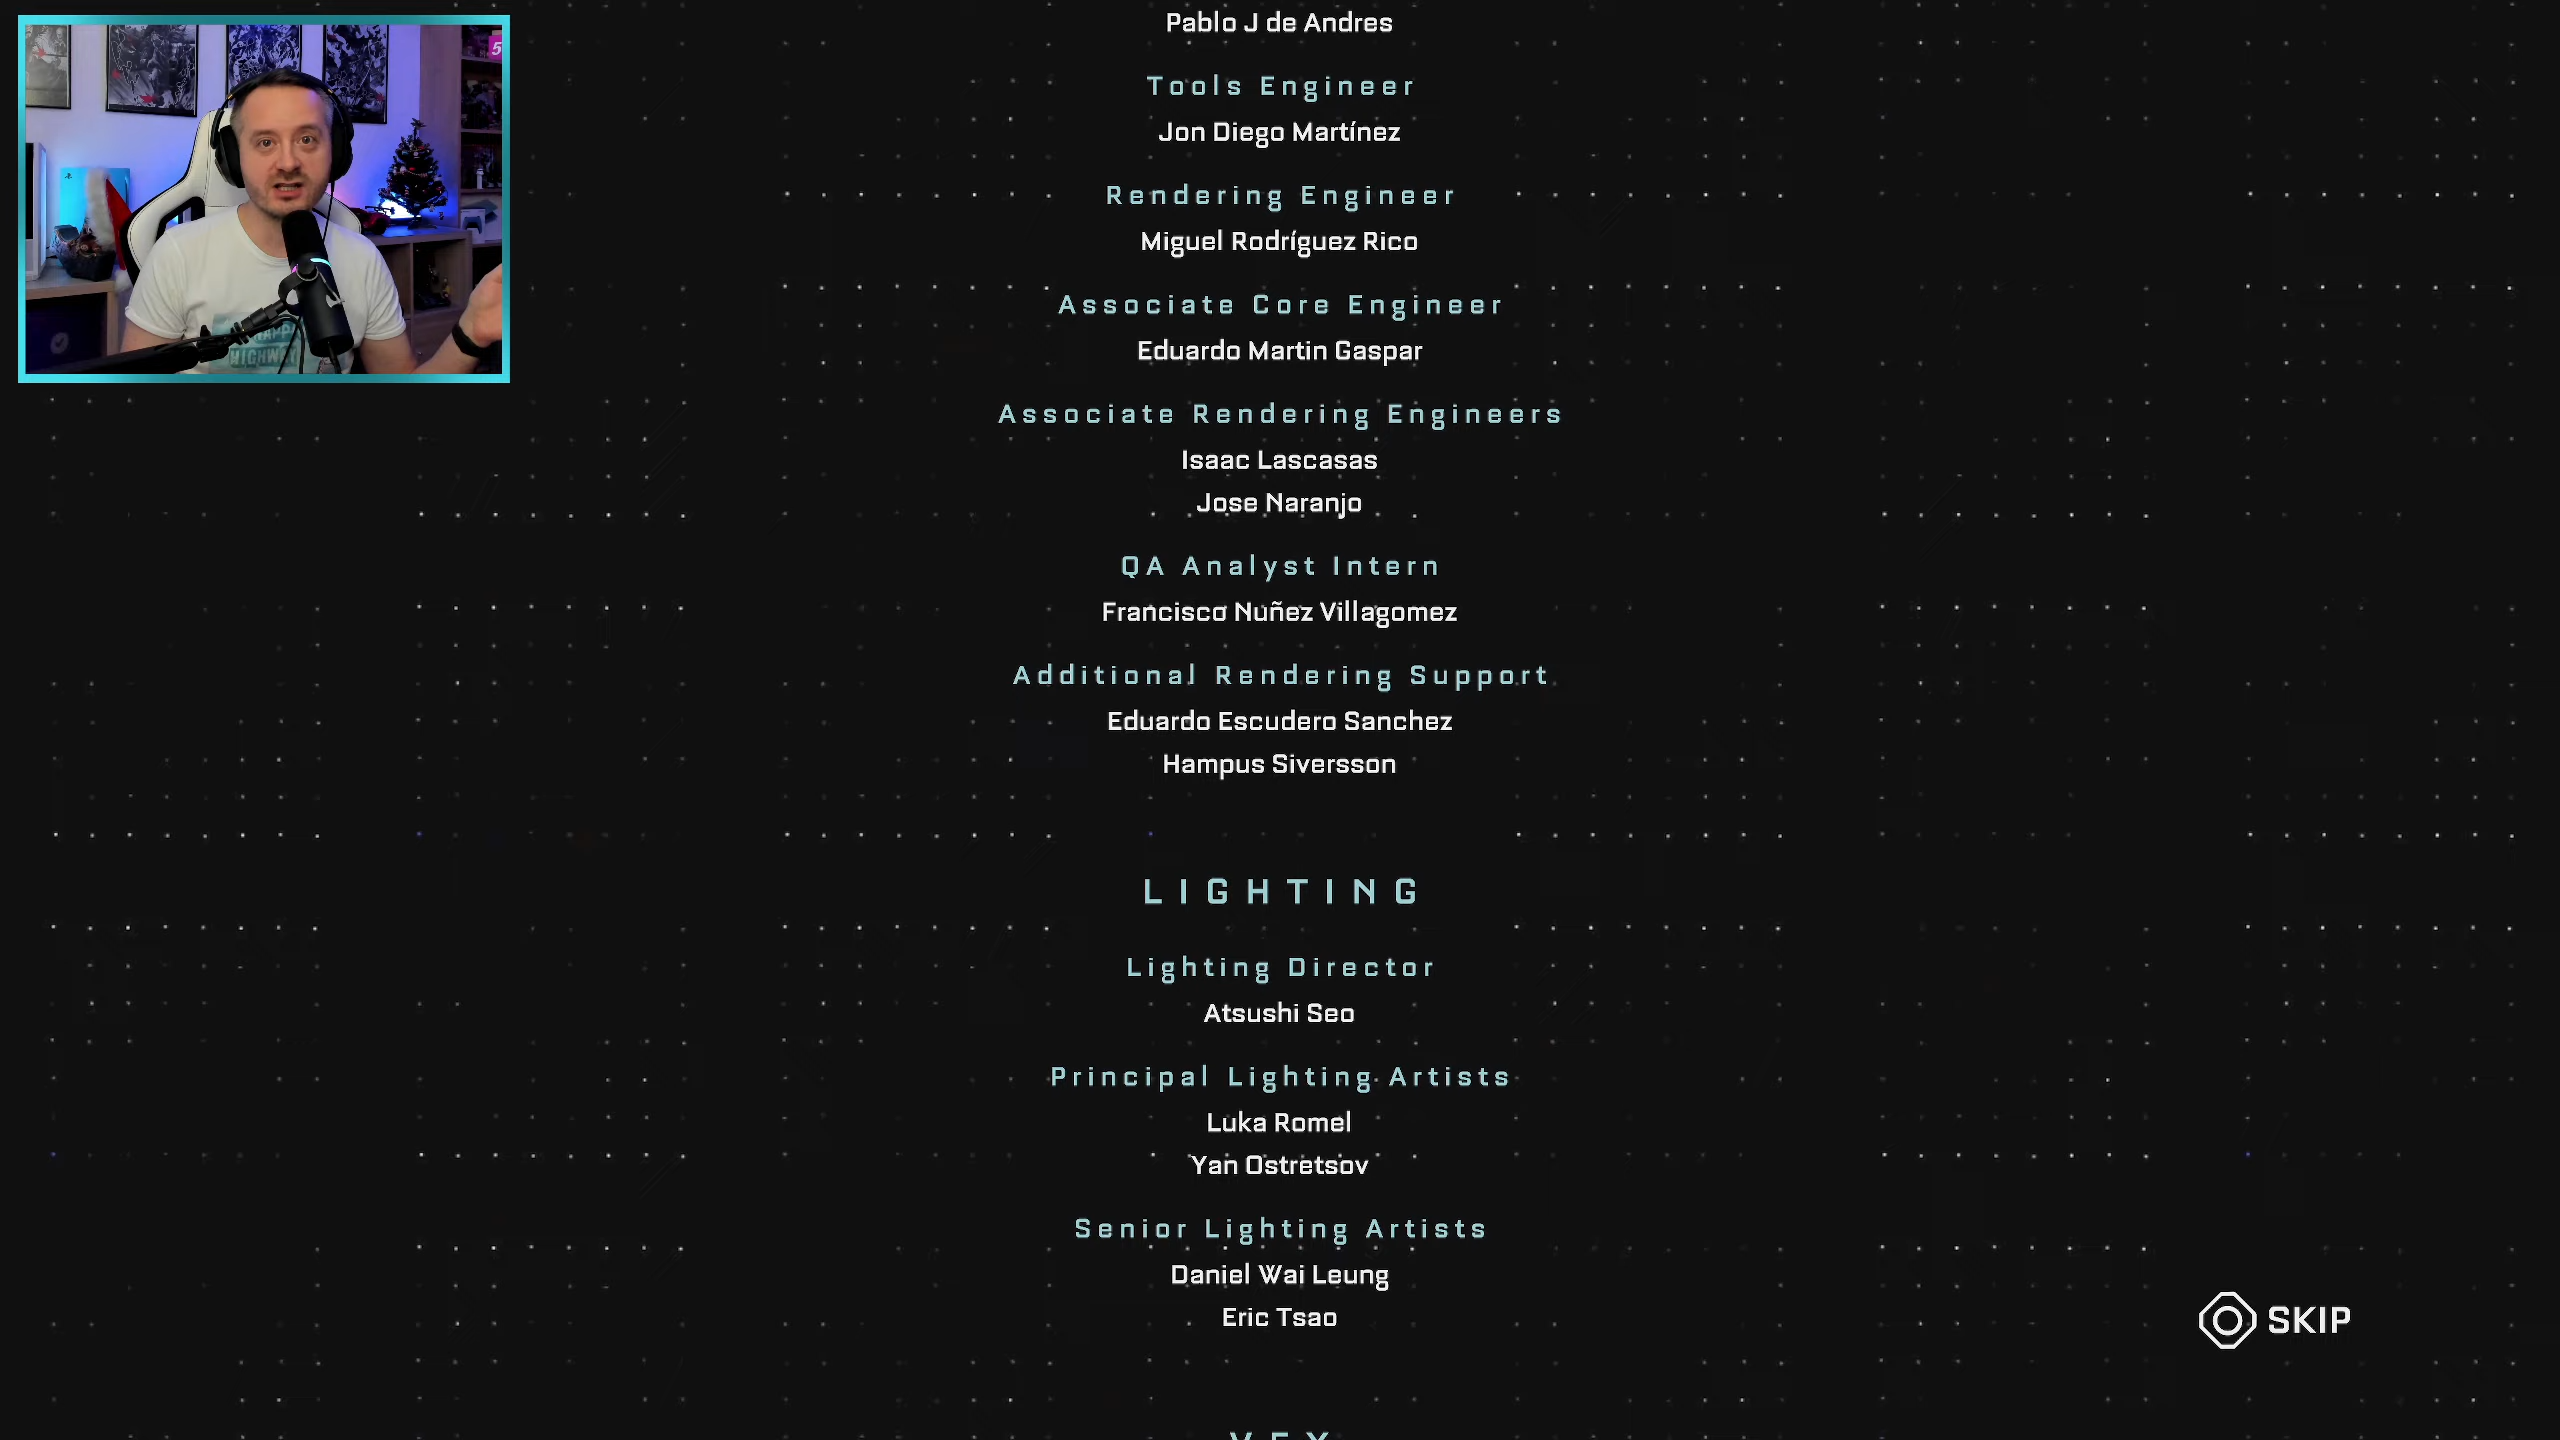 Pablo J de Andres
Tools Engineer
Jon Diego Martínez
Rendering Engineer
Miguel Rodríguez Rico
Associate Core Engineer
Eduardo Martin Gaspar
Associate Rendering Engineers
Isaac Lascasas
Jose Naranjo
QA Analyst Intern
Francisco Nuñez Villagomez
Additional Rendering Support
Eduardo Escudero Sanchez
Hampus Siversson
LIGHTING
Lighting Director
Atsushi Seo
Principal Lighting Artists
Luka Romel
Yan Ostretsov
Senior Lighting Artists
Daniel Wai Leung
Eric Tsao
SKIP
HIGHWAY
5